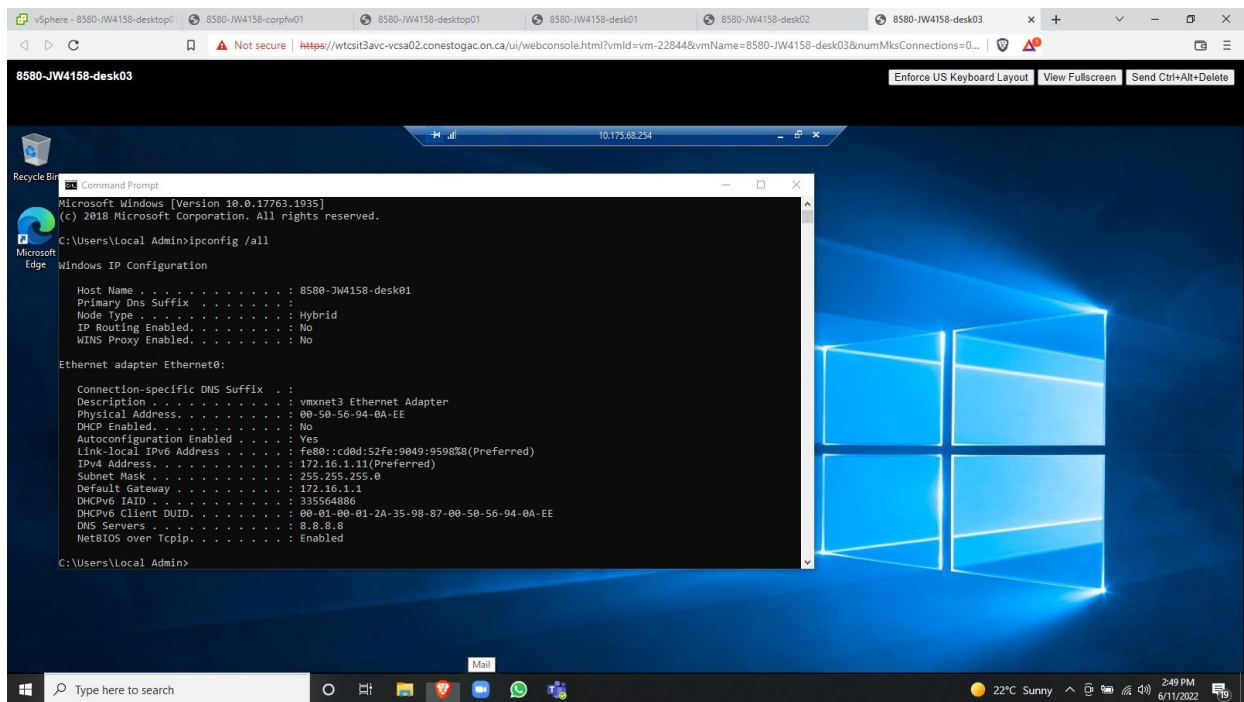 vSphere - 8580-JW4158-desktop01
8580-JW4158-corpfw01
8580-JW4158-desktop01
8580-JW4158-desk01
8580-JW4158-desk02
8580-JW4158-desk03
Not secure | https://wtcsit3avc-vcsa02.conestogac.on.ca/ui/webconsole.html?vmId=vm-22844&vmName=8580-JW4158-desk03&numMksConnections=0...
8580-JW4158-desk03
Enforce US Keyboard Layout
View Fullscreen
Send Ctrl+Alt+Delete
10.175.68.254
Recycle Bin
Microsoft Edge
Command Prompt
Microsoft Windows [Version 10.0.17763.1935]
(c) 2018 Microsoft Corporation. All rights reserved.
C:\Users\Local Admin>ipconfig /all
Windows IP Configuration
Host Name . . . . . . . . . . . . : 8580-JW4158-desk01
Primary Dns Suffix . . . . . . . :
Node Type . . . . . . . . . . . . : Hybrid
IP Routing Enabled. . . . . . . . : No
WINS Proxy Enabled. . . . . . . . : No
Ethernet adapter Ethernet0:
Connection-specific DNS Suffix . :
Description . . . . . . . . . . . : vmxnet3 Ethernet Adapter
Physical Address. . . . . . . . . : 00-50-56-94-0A-EE
DHCP Enabled. . . . . . . . . . . : No
Autoconfiguration Enabled . . . . : Yes
Link-local IPv6 Address . . . . . : fe80::cd0d:52fe:9049:9598%8(Preferred)
IPv4 Address. . . . . . . . . . . : 172.16.1.11(Preferred)
Subnet Mask . . . . . . . . . . . : 255.255.255.0
Default Gateway . . . . . . . . . : 172.16.1.1
DHCPv6 IAID . . . . . . . . . . . : 335564886
DHCPv6 Client DUID. . . . . . . . : 00-01-00-01-2A-35-98-87-00-50-56-94-0A-EE
DNS Servers . . . . . . . . . . . : 8.8.8.8
NetBIOS over Tcpip. . . . . . . . : Enabled
C:\Users\Local Admin>
Mail
Type here to search
22°C Sunny
2:49 PM
6/11/2022
19